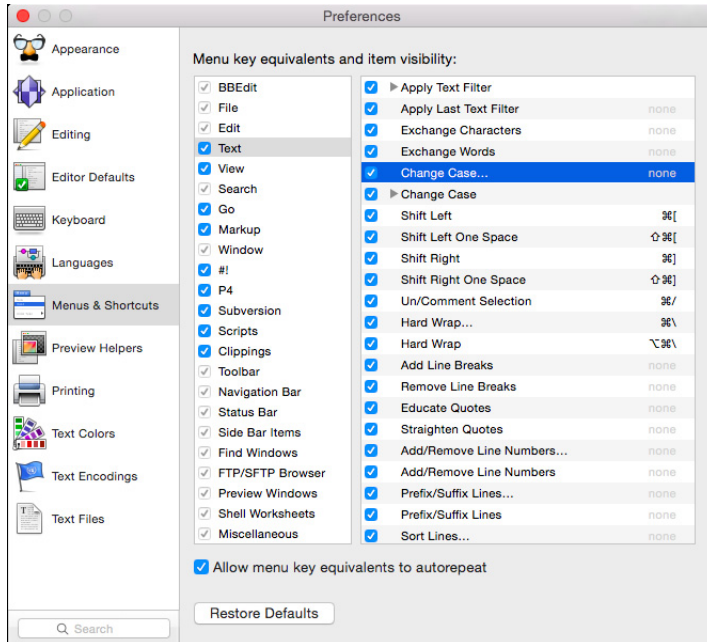 Preferences
Appearance
Application
Editing
Editor Defaults
Keyboard
Languages
Menus & Shortcuts
Preview Helpers
Printing
Text Colors
Text Encodings
Text Files
Search
Menu key equivalents and item visibility:
BBEdit
File
Edit
Text
View
Search
Go
Markup
Window
#!
P4
Subversion
Scripts
Clippings
Toolbar
Navigation Bar
Status Bar
Side Bar Items
Find Windows
FTP/SFTP Browser
Preview Windows
Shell Worksheets
Miscellaneous
Apply Text Filter
Apply Last Text Filter none
Exchange Characters none
Exchange Words none
Change Case... none
Change Case
Shift Left ⌘[
Shift Left One Space ⇧⌘[
Shift Right ⌘]
Shift Right One Space ⇧⌘]
Un/Comment Selection ⌘/
Hard Wrap... ⌘\
Hard Wrap ⌥⌘\
Add Line Breaks none
Remove Line Breaks none
Educate Quotes none
Straighten Quotes none
Add/Remove Line Numbers... none
Add/Remove Line Numbers none
Prefix/Suffix Lines... none
Prefix/Suffix Lines none
Sort Lines... none
Allow menu key equivalents to autorepeat
Restore Defaults